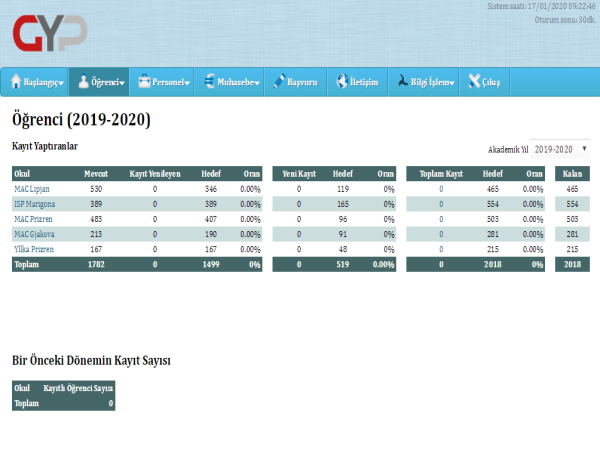 Sistem saati: 17/01/2020 09:22:46
Oturum sonu: 30dk.
GYP
Başlangıç Öğrenci Personel Muhasebe Başvuru İletişim Bilgi İşlem Çıkış
Öğrenci (2019-2020)
Kayıt Yaptıranlar
Akademik Yıl 2019-2020
Okul Mevcut Kayıt Yenileyen Hedef Oran Yeni Kayıt Hedef Oran Toplam Kayıt Hedef Oran Kalan
MAC Lipjan 530 0 346 0.00% 0 119 0% 0 465 0.00% 465
ISP Marigona 389 0 389 0.00% 0 165 0% 0 554 0.00% 554
MAC Prizren 483 0 407 0.00% 0 96 0% 0 503 0.00% 503
MAC Gjakova 213 0 190 0.00% 0 91 0% 0 281 0.00% 281
Yllka Prizren 167 0 167 0.00% 0 48 0% 0 215 0.00% 215
Toplam 1782 0 1499 0% 0 519 0.00% 0 2018 0% 2018
Bir Önceki Dönemin Kayıt Sayısı
Okul Kayıtlı Öğrenci Sayısı
Toplam 0